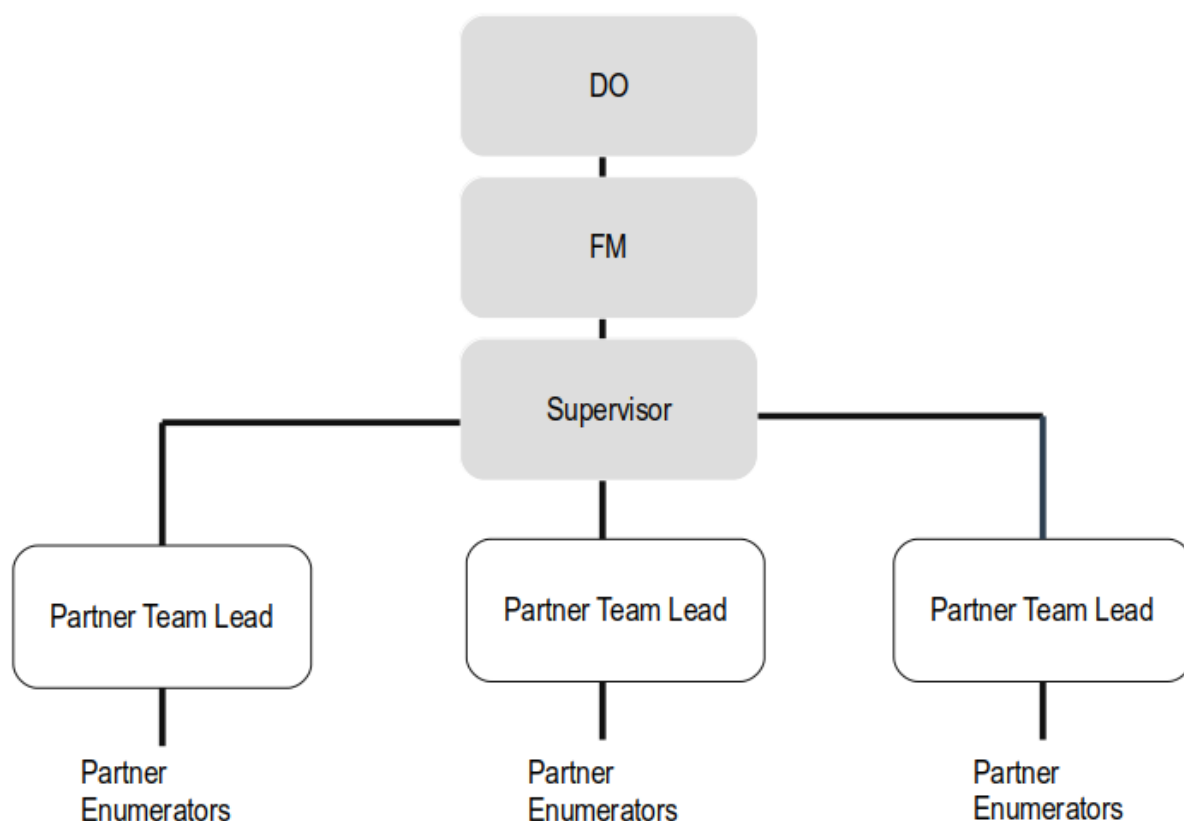 DO
FM
Supervisor
Partner Team Lead
Partner Team Lead
Partner Team Lead
Partner
Enumerators
Partner
Enumerators
Partner
Enumerators